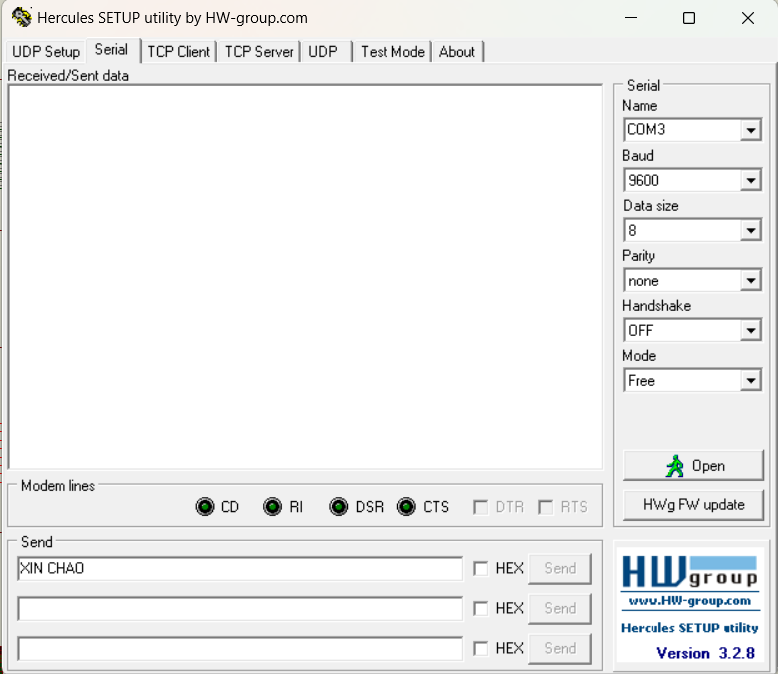 Hercules SETUP utility by HW-group.com
UDP Setup Serial TCP Client TCP Server UDP Test Mode About
Received/Sent data
Serial
Name
COM3
Baud
9600
Data size
8
Parity
none
Handshake
OFF
Mode
Free
Open
HWg FW update
Modem lines
CD RI DSR CTS DTR RTS
Send
XIN CHAO HEX Send
HEX Send
HEX Send
HW group
www.HW-group.com
Hercules SETUP utility
Version 3.2.8